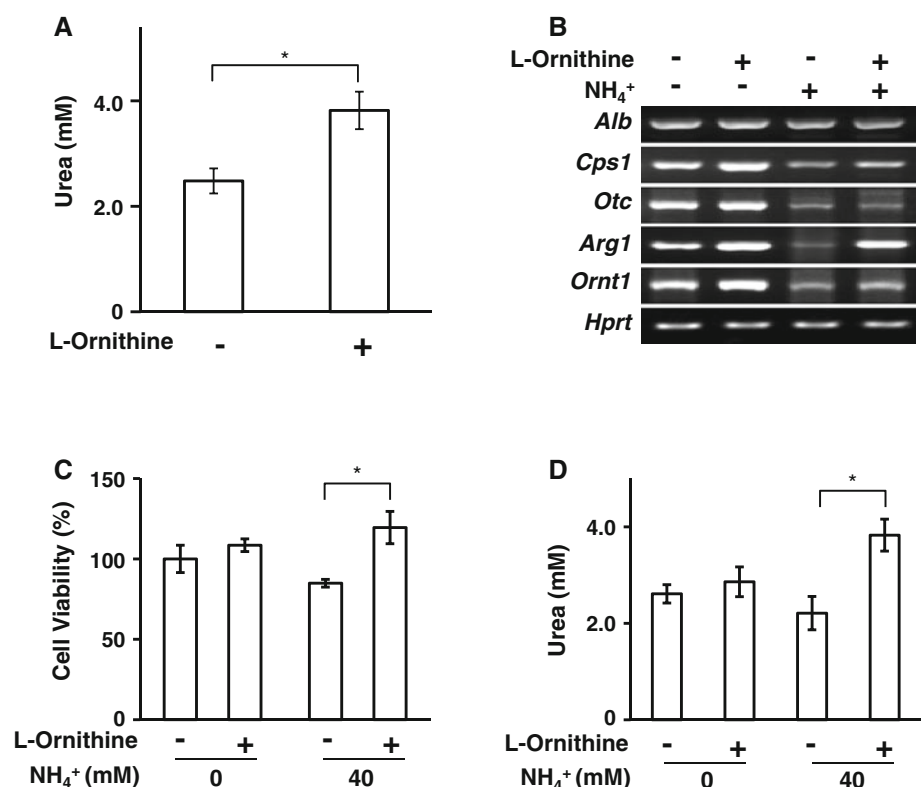 A
*
Urea (mM)
4.0
2.0
0
L-Ornithine - +
B
L-Ornithine - + - +
NH₄⁺ - - + +
Alb
Cps1
Otc
Arg1
Ornt1
Hprt
C
*
Cell Viability (%)
150
100
50
0
L-Ornithine - + - +
NH₄⁺ (mM) 0 40
D
*
Urea (mM)
4.0
2.0
0
L-Ornithine - + - +
NH₄⁺ (mM) 0 40